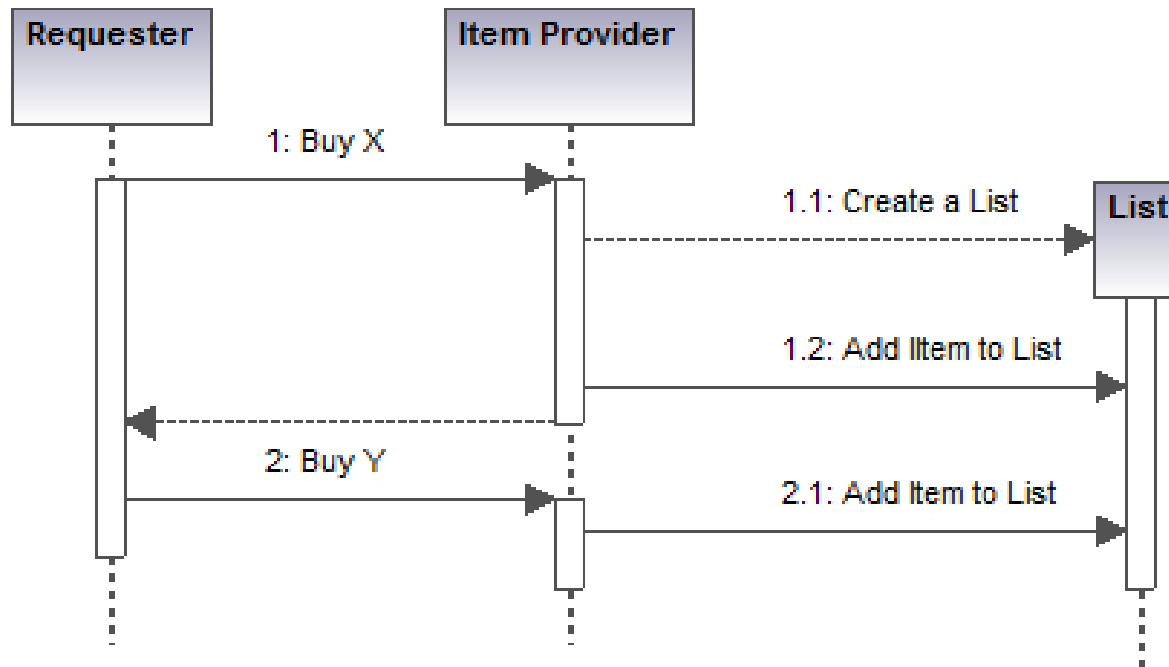 Requester
Item Provider
1: Buy X
1.1: Create a List
List
1.2: Add IItem to List
2: Buy Y
2.1: Add Item to List